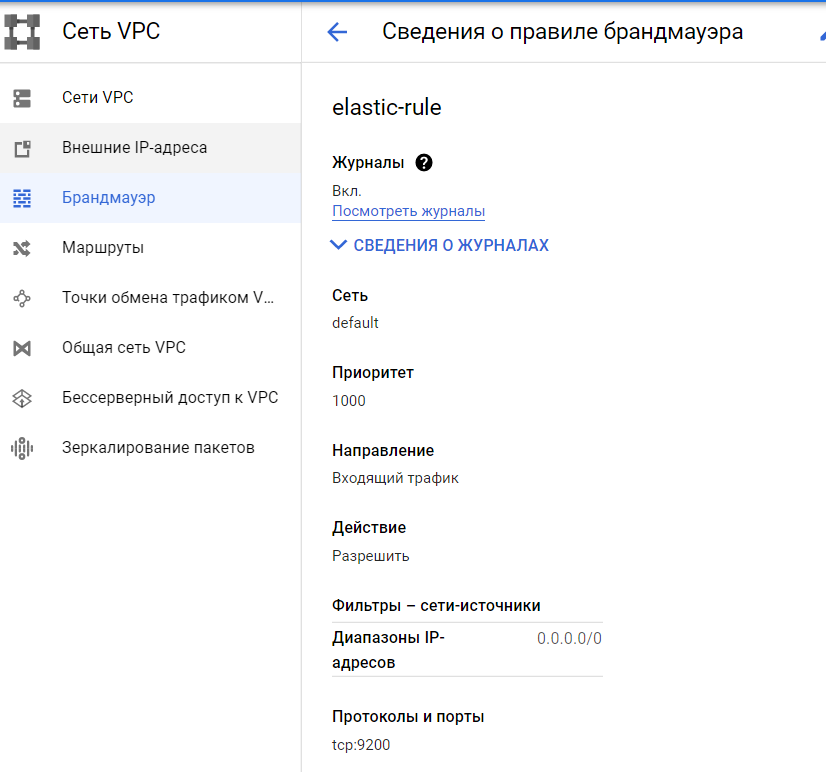 Сеть VPC
Сети VPC
Внешние IP-адреса
Брандмауэр
Маршруты
Точки обмена трафиком V...
Общая сеть VPC
Бессерверный доступ к VPC
Зеркалирование пакетов
Сведения о правиле брандмауэра
elastic-rule
Журналы
Вкл.
Посмотреть журналы
СВЕДЕНИЯ О ЖУРНАЛАХ
Сеть
default
Приоритет
1000
Направление
Входящий трафик
Действие
Разрешить
Фильтры – сети-источники
Диапазоны IP- 0.0.0.0/0
адресов
Протоколы и порты
tcp:9200